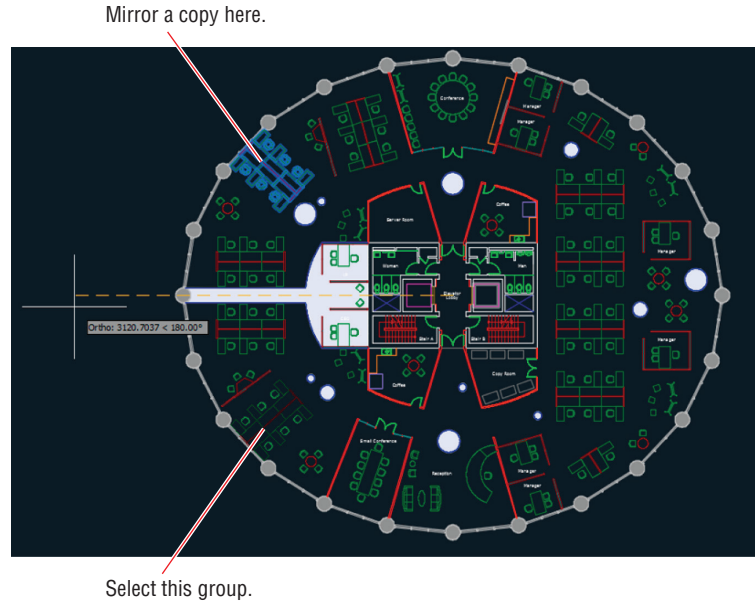 Mirror a copy here.
Conference
Manager
Manager
Coffee
Server Room
Women
Men
Manager
Elevator
Lobby
Ortho: 3120.7037 < 180.00°
Stair A
Stair B
Manager
Coffee
Copy Room
Small Conference
Reception
Manager
Manager
Select this group.